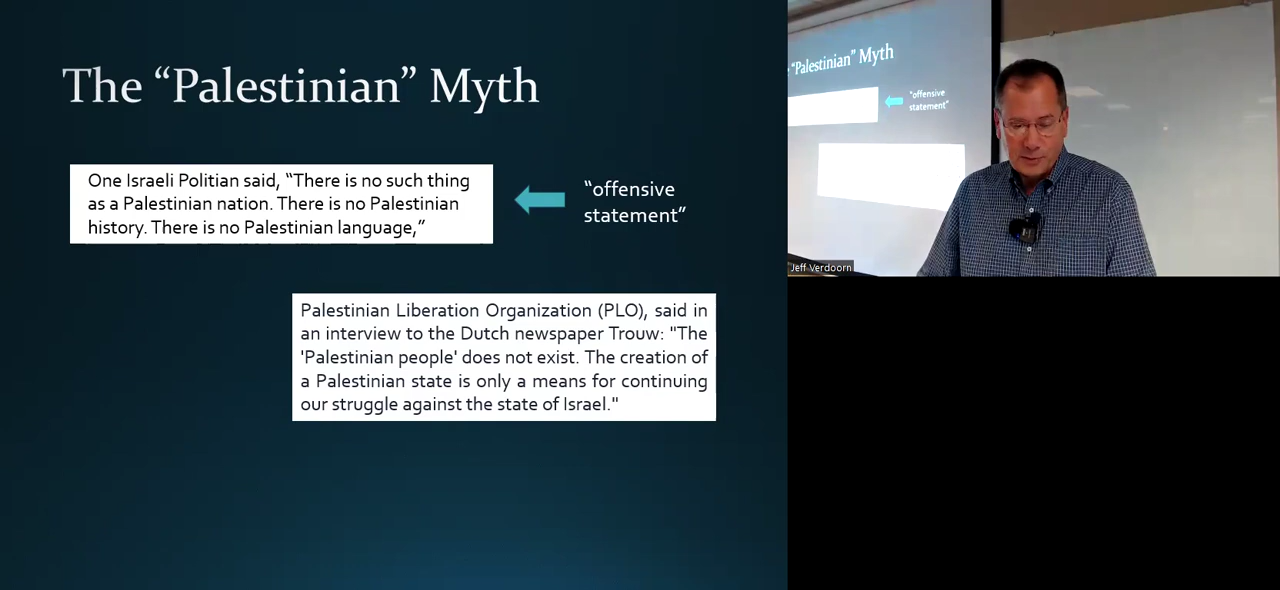 The “Palestinian” Myth
One Israeli Politian said, “There is no such thing
as a Palestinian nation. There is no Palestinian
history. There is no Palestinian language,”
“offensive
statement”
Palestinian Liberation Organization (PLO), said in
an interview to the Dutch newspaper Trouw: "The
'Palestinian people' does not exist. The creation of
a Palestinian state is only a means for continuing
our struggle against the state of Israel."
“Palestinian” Myth
“offensive
statement”
Jeff Verdoorn